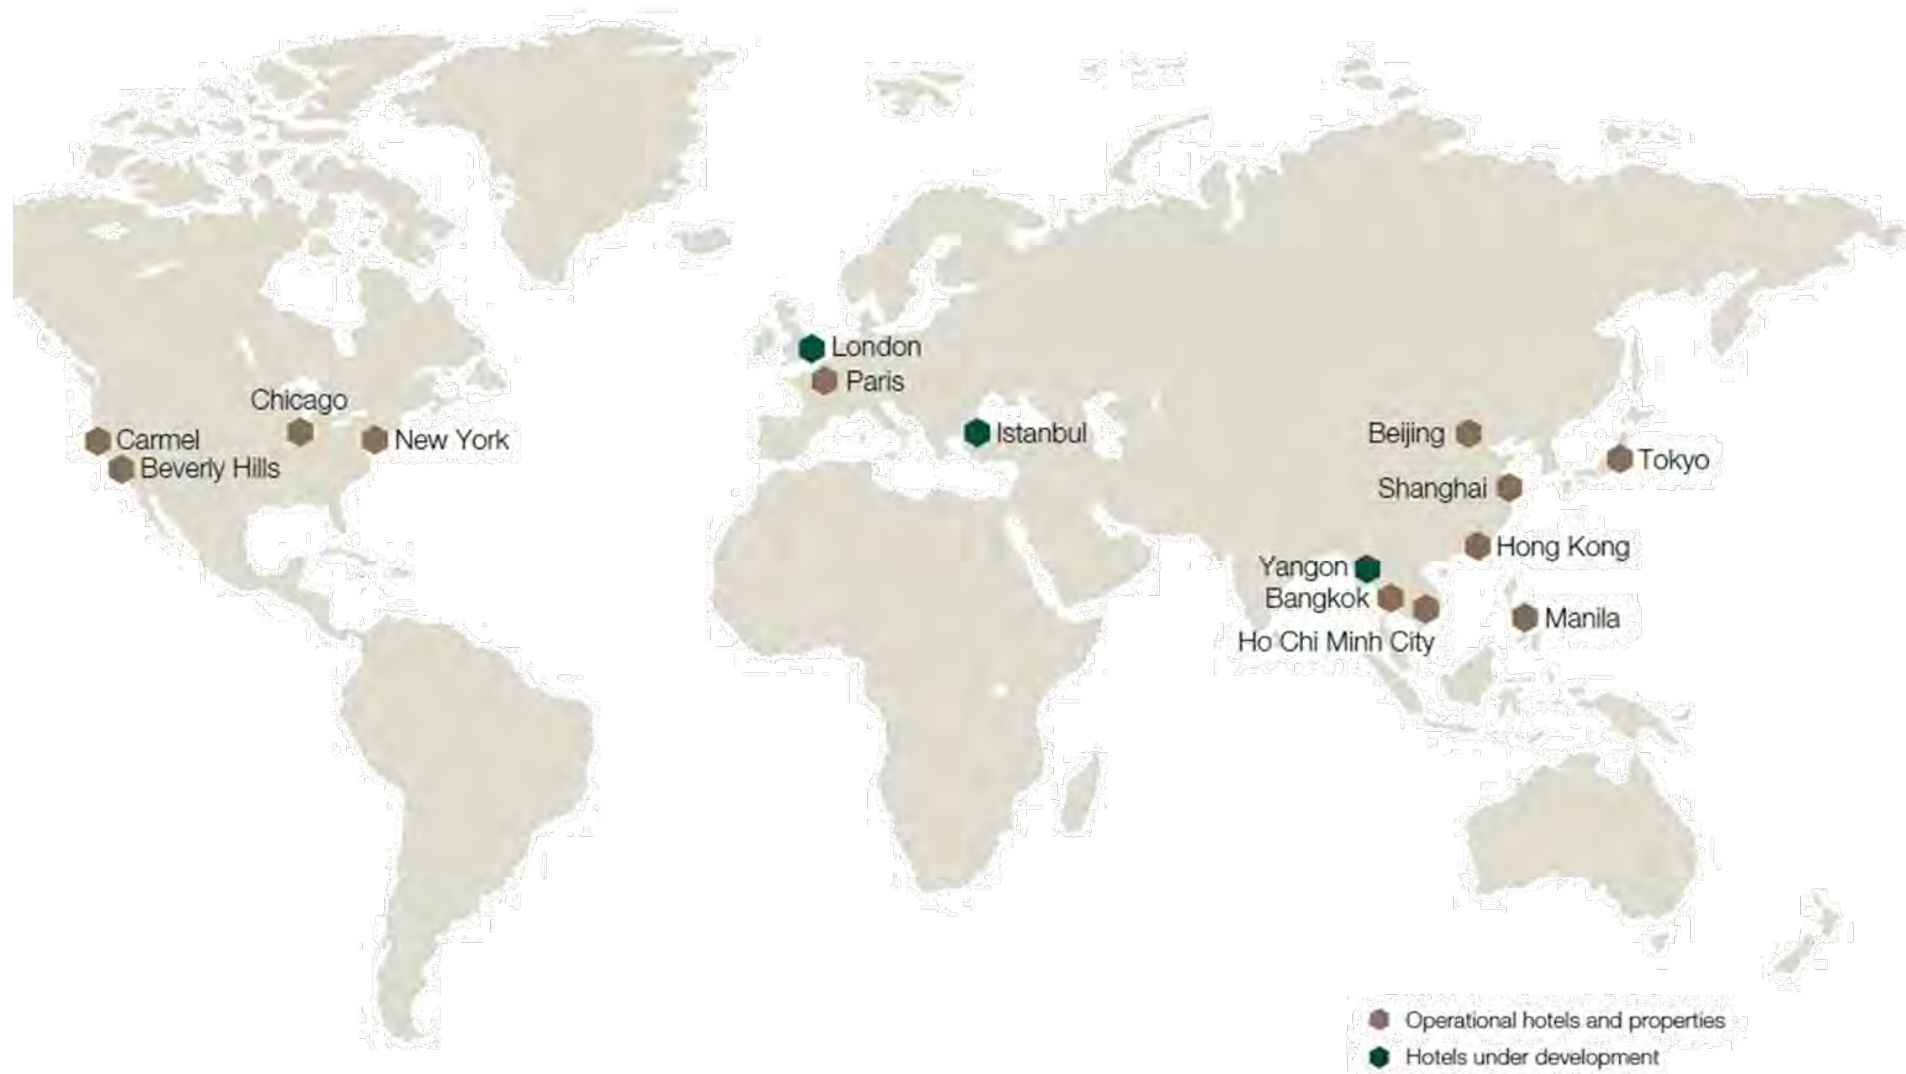 London
Paris
Chicago
Carmel
New York
Istanbul
Beijing
Beverly Hills
Tokyo
Shanghai
Hong Kong
Yangon
Bangkok
Manila
Ho Chi Minh City
Operational hotels and properties
Hotels under development